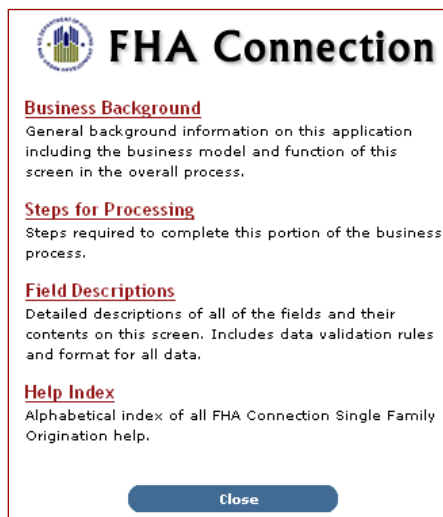 FHA Connection
Business Background
General background information on this application
including the business model and function of this
screen in the overall process.
Steps for Processing
Steps required to complete this portion of the business
process.
Field Descriptions
Detailed descriptions of all of the fields and their
contents on this screen. Includes data validation rules
and format for all data.
Help Index
Alphabetical index of all FHA Connection Single Family
Origination help.
Close